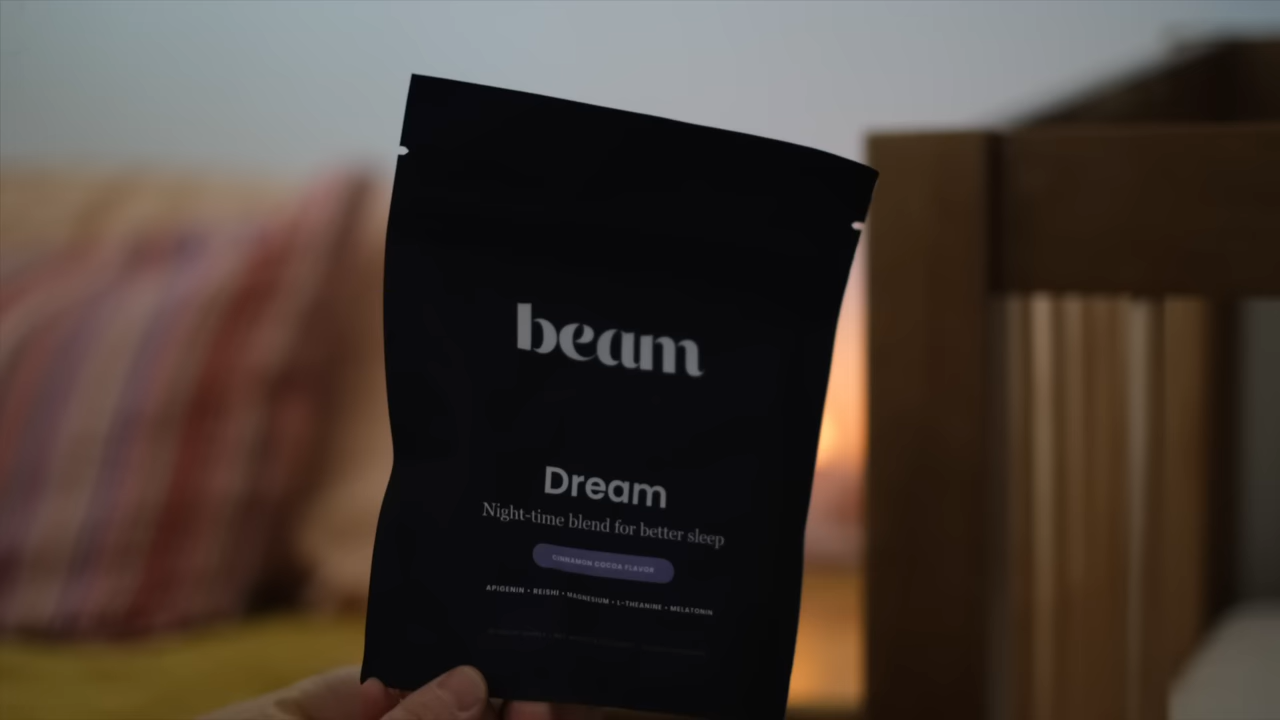 beam
Dream
Night-time blend for better sleep
CINNAMON COCOA FLAVOR
APIGENIN • REISHI • MAGNESIUM • L-THEANINE • MELATONIN